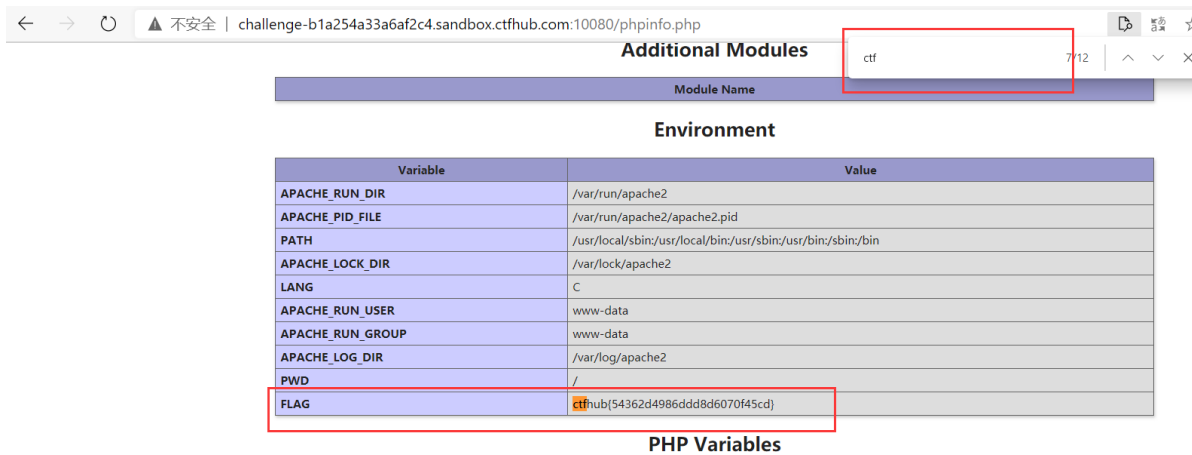 不安全 | challenge-b1a254a33a6af2c4.sandbox.ctfhub.com:10080/phpinfo.php
ctf 7/12
Additional Modules
Module Name
Environment
Variable Value
APACHE_RUN_DIR /var/run/apache2
APACHE_PID_FILE /var/run/apache2/apache2.pid
PATH /usr/local/sbin:/usr/local/bin:/usr/sbin:/usr/bin:/sbin:/bin
APACHE_LOCK_DIR /var/lock/apache2
LANG C
APACHE_RUN_USER www-data
APACHE_RUN_GROUP www-data
APACHE_LOG_DIR /var/log/apache2
PWD /
FLAG ctfhub{54362d4986ddd8d6070f45cd}
PHP Variables